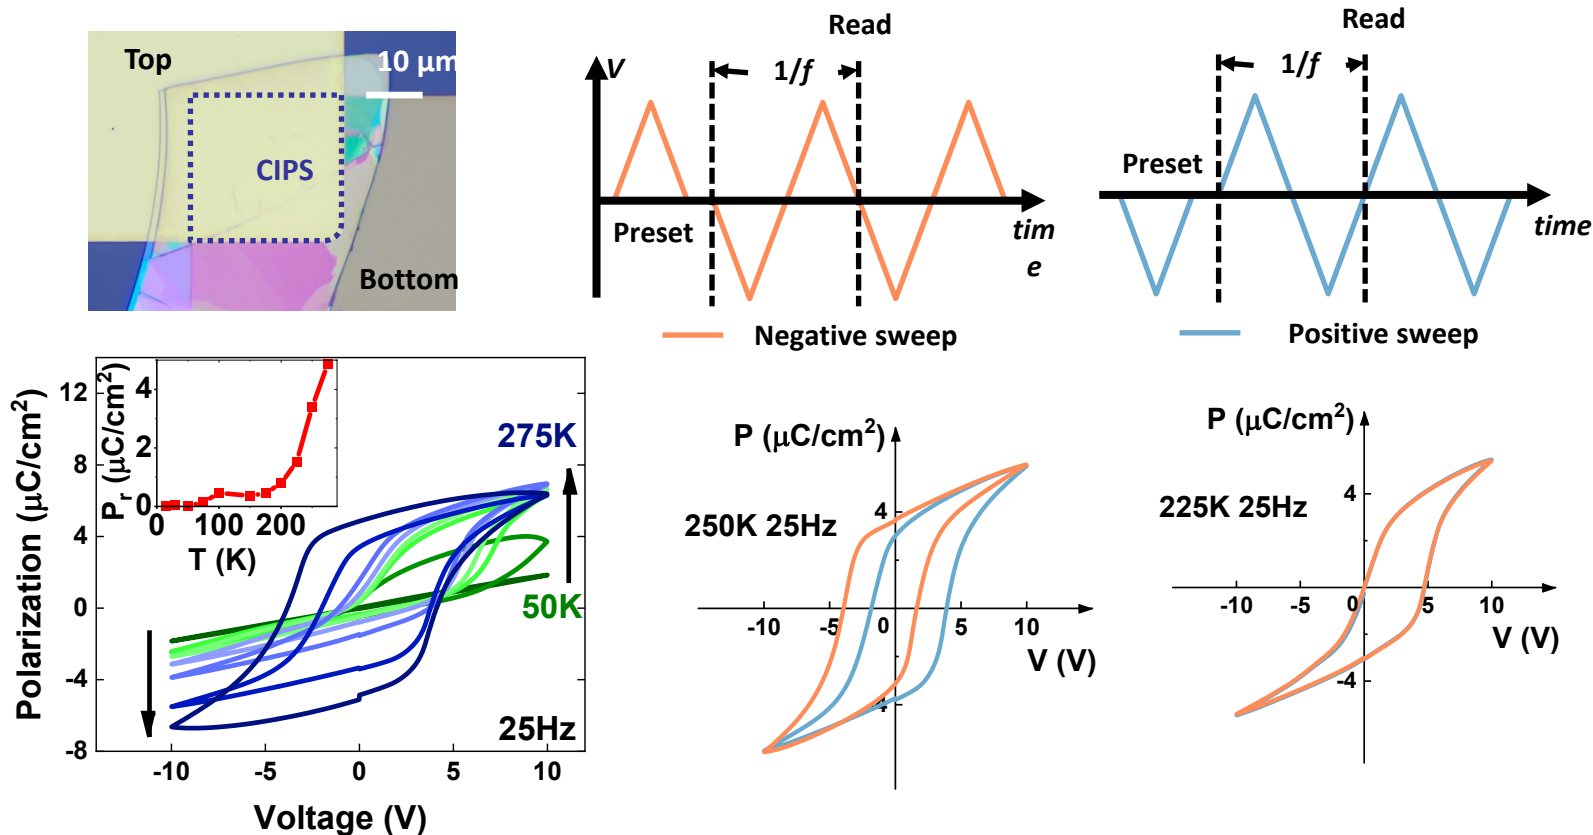 Top
10 μm
CIPS
Bottom
Read
V
1/f
Preset
tim
e
Negative sweep
Read
1/f
Preset
time
Positive sweep
Polarization (μC/cm²)
12
8
4
0
-4
-8
-10
-5
0
5
10
Voltage (V)
275K
50K
25Hz
Pr (μC/cm²)
4
2
0
0
100
200
T (K)
P (μC/cm²)
250K 25Hz
4
-10
-5
0
5
10
V (V)
4
P (μC/cm²)
225K 25Hz
4
-10
-5
0
5
10
V (V)
-4